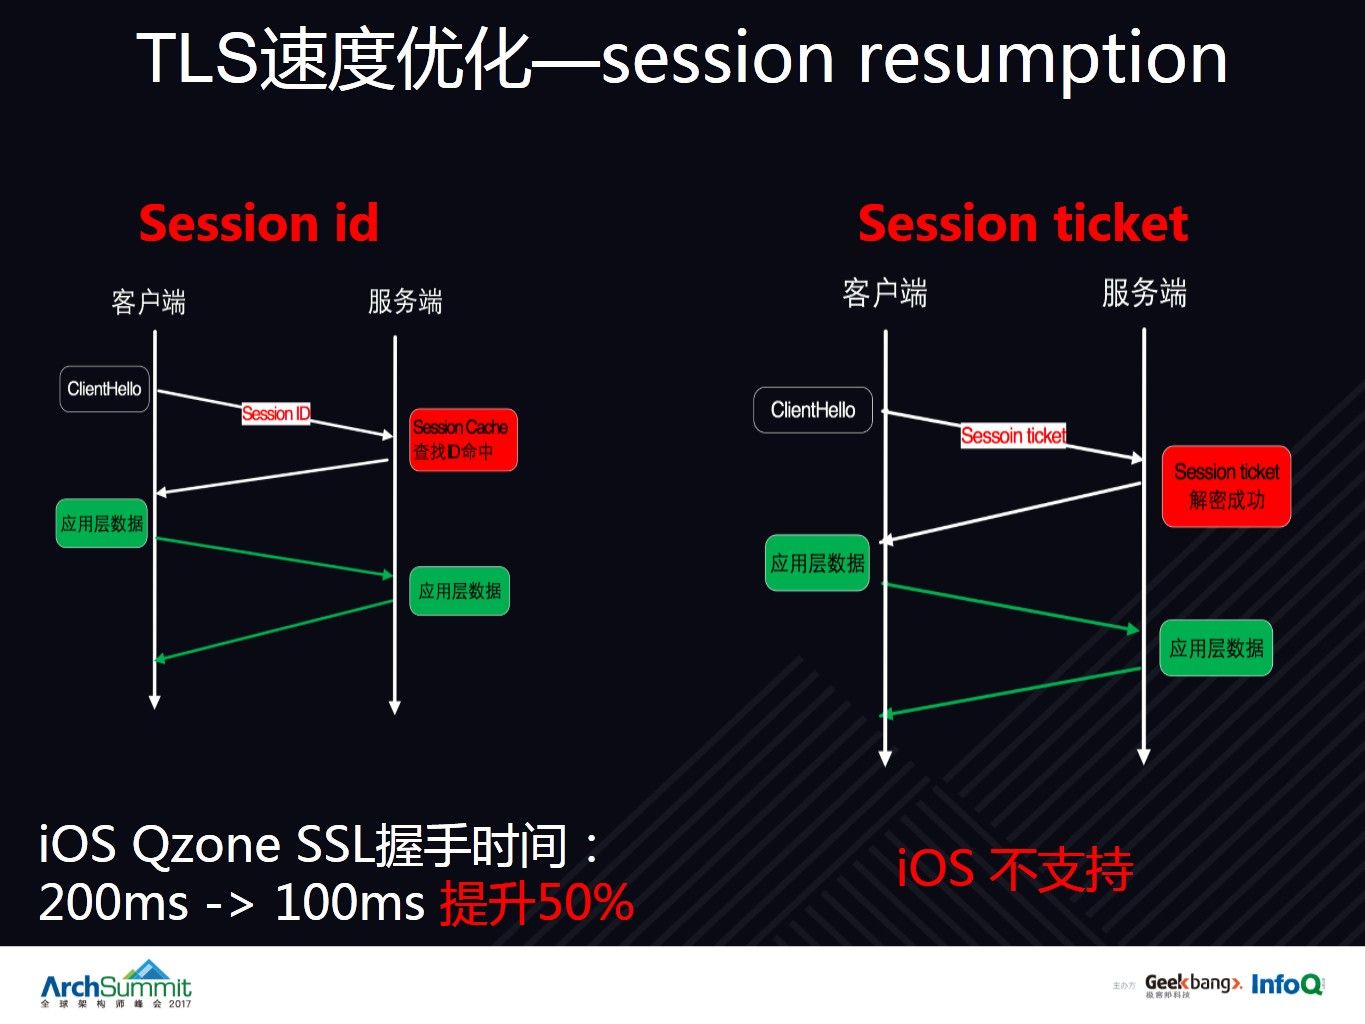 TLS速度优化—session resumption
Session id
客户端
服务端
ClientHello
Session ID
Session Cache
查找ID命中
应用层数据
应用层数据
iOS Qzone SSL握手时间：
200ms -> 100ms 提升50%
Session ticket
客户端
服务端
ClientHello
Sessoin ticket
Session ticket
解密成功
应用层数据
应用层数据
iOS 不支持
ArchSummit
全球架构师峰会 2017
主办方
Geekbang>.
极客邦科技
InfoQ